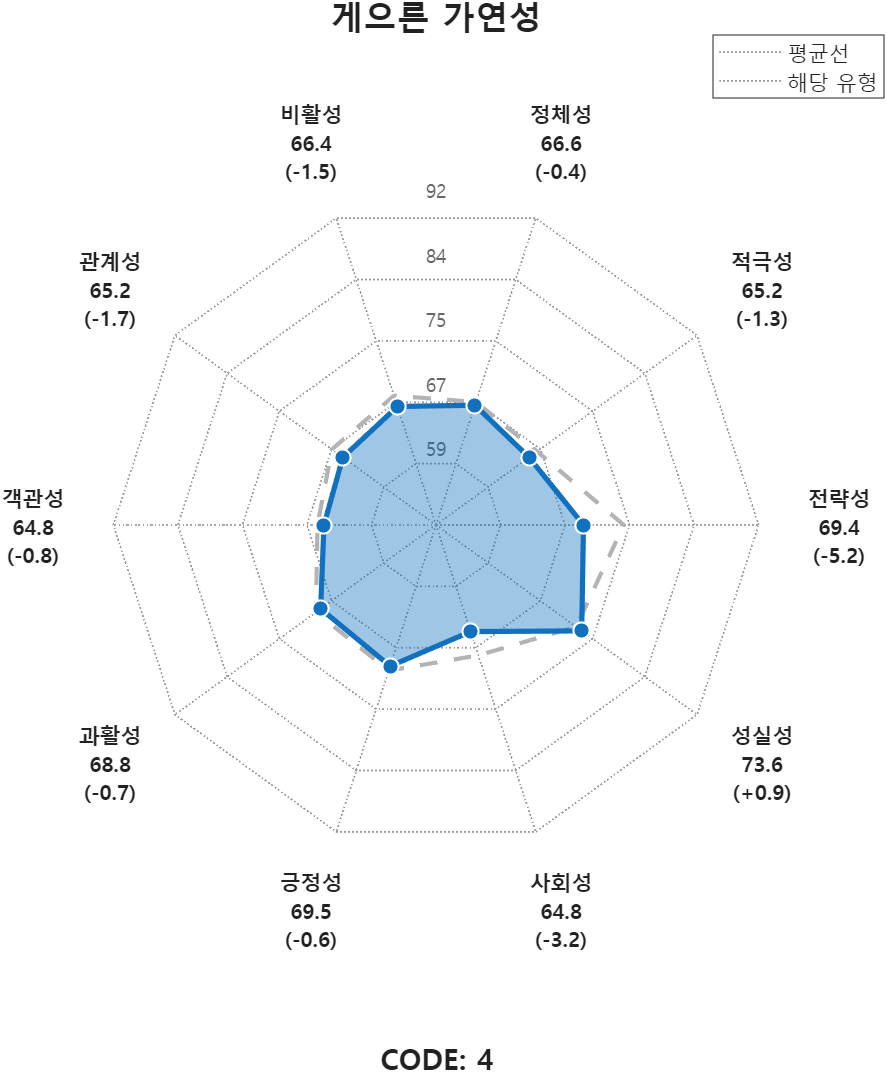 게으른 가연성
평균선
해당 유형
비활성
66.4
(-1.5)
정체성
66.6
(-0.4)
92
84
75
67
59
관계성
65.2
(-1.7)
적극성
65.2
(-1.3)
객관성
64.8
(-0.8)
전략성
69.4
(-5.2)
과활성
68.8
(-0.7)
성실성
73.6
(+0.9)
긍정성
69.5
(-0.6)
사회성
64.8
(-3.2)
CODE: 4